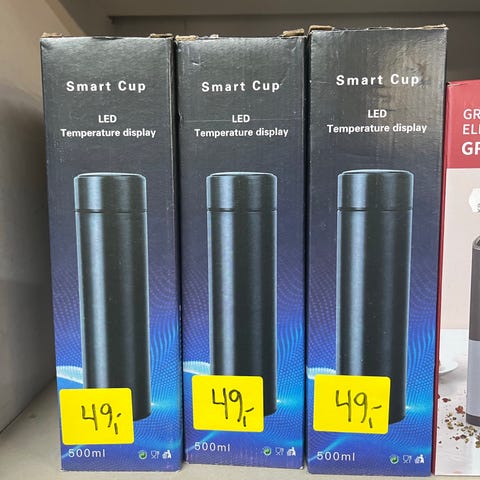 Smart Cup
LED
Temperature display
49,-
500ml
Smart Cup
LED
Temperature display
49,-
500ml
Smart Cup
LED
Temperature display
49,-
500ml
GR
EL
GR